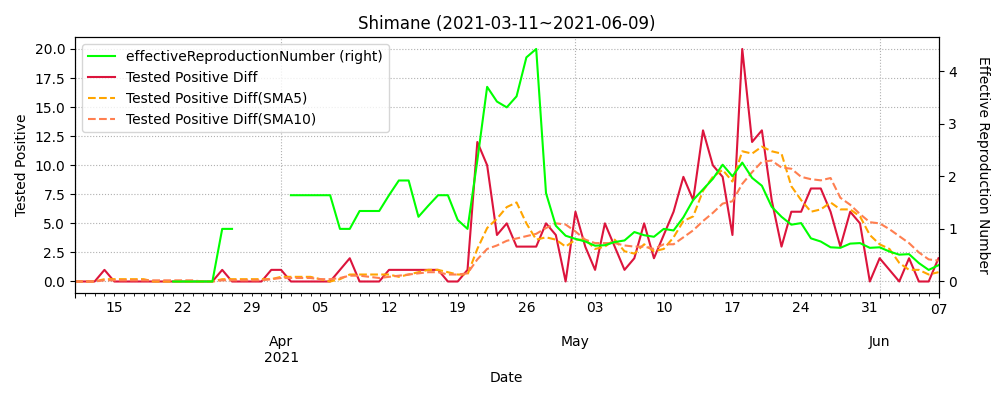 Shimane (2021-03-11~2021-06-09)
effectiveReproductionNumber (right)
Tested Positive Diff
Tested Positive Diff(SMA5)
Tested Positive Diff(SMA10)
Tested Positive
20.0
17.5
15.0
12.5
10.0
7.5
5.0
2.5
0.0
Effective Reproduction Number
4
3
2
1
0
15 22 29 05 12 19 26 03 10 17 24 31 07
Apr May Jun
2021
Date